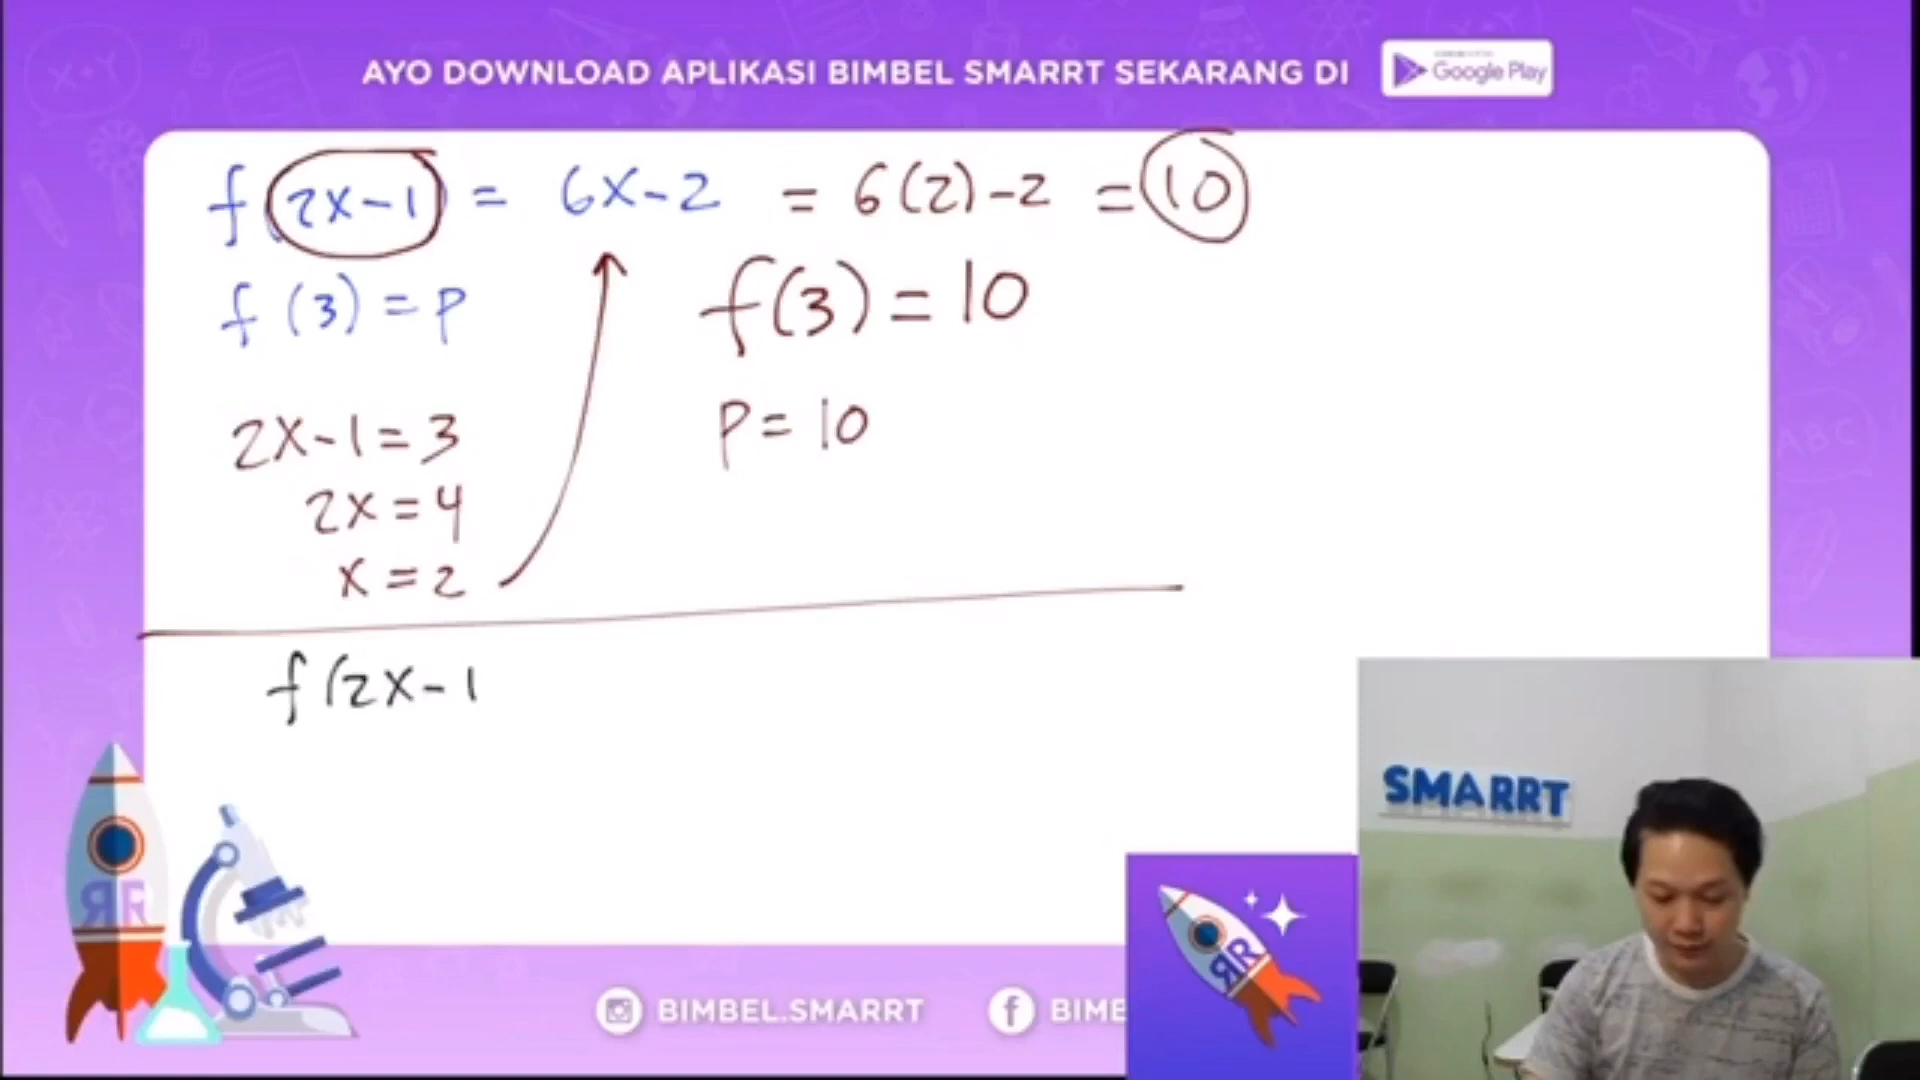 AYO DOWNLOAD APLIKASI BIMBEL SMARRT SEKARANG DI
Google Play
f(2x-1) = 6x-2 = 6(2)-2 = 10
f(3) = p
f(3) = 10
2x-1 = 3
p = 10
2x = 4
x = 2
f(2x-1
SMARRT
BIMBEL.SMARRT
BIMB